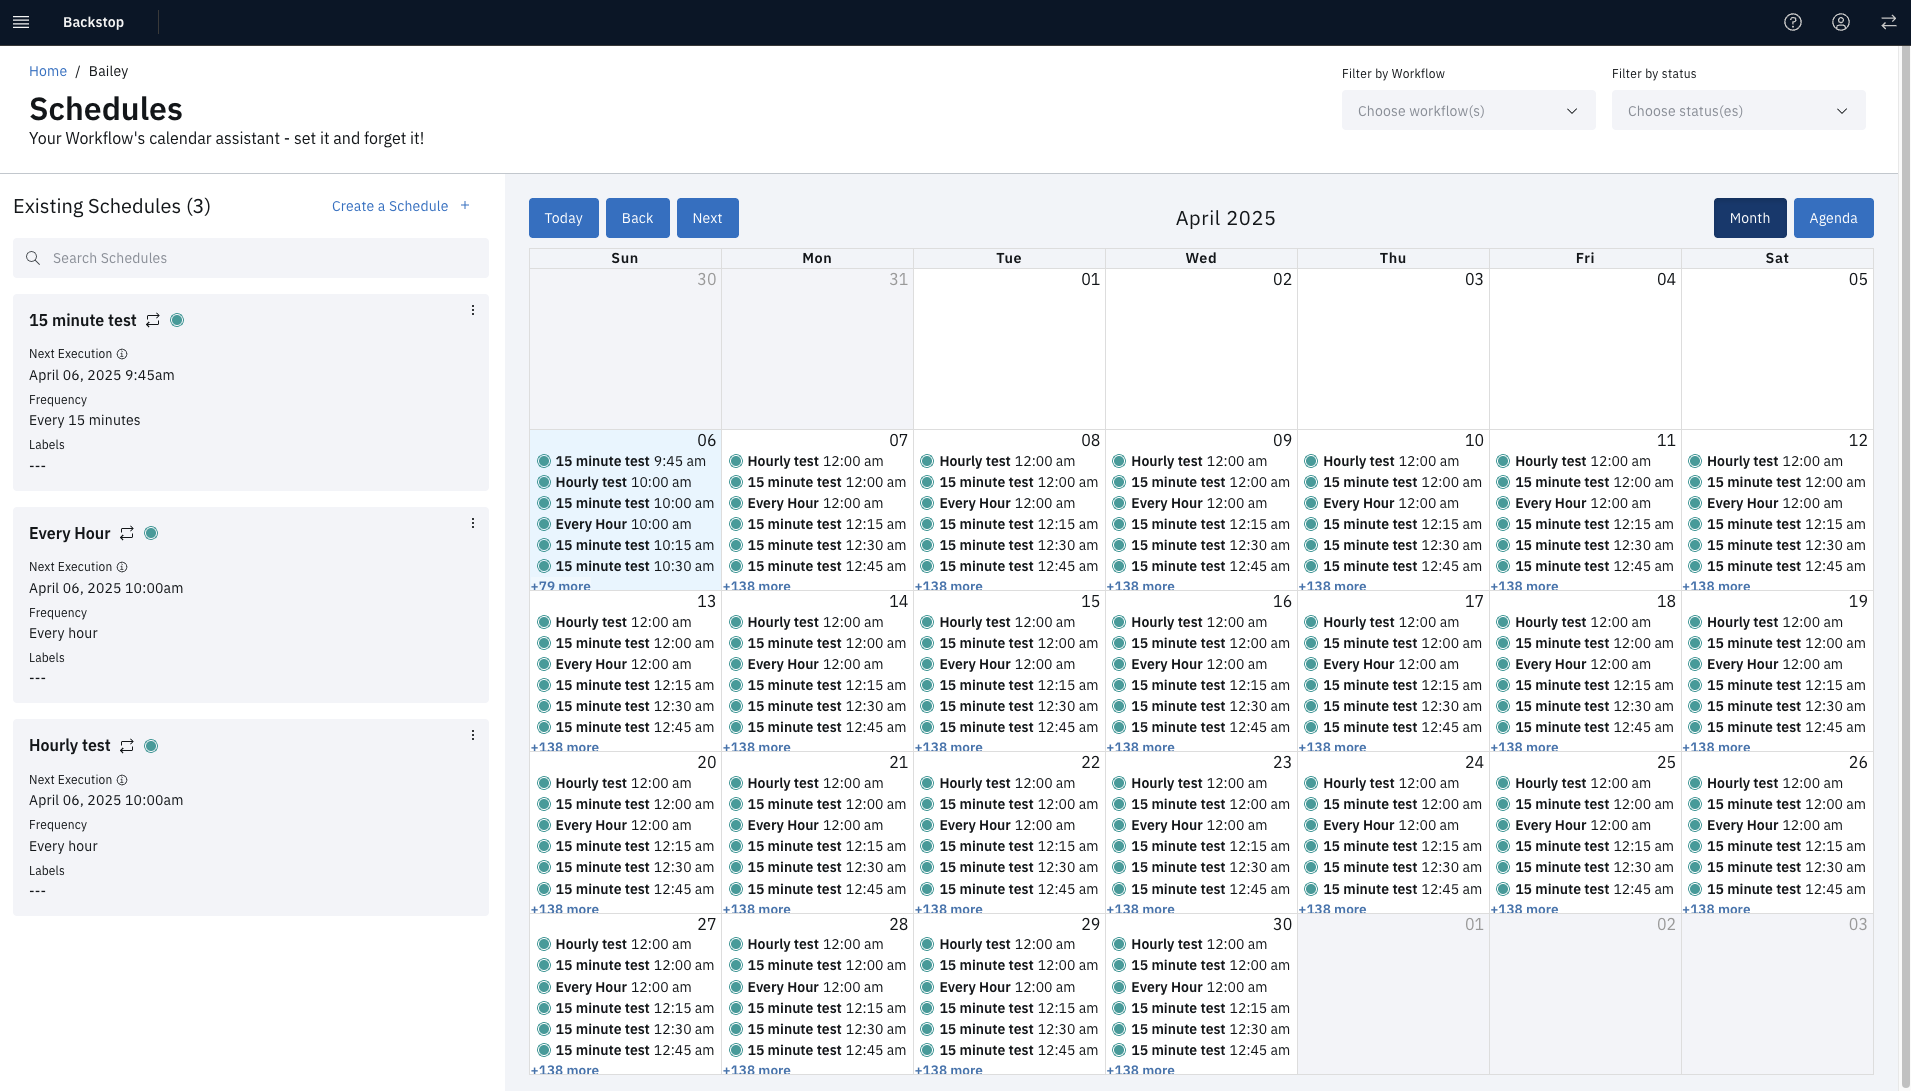 Backstop
Home / Bailey
Schedules
Your Workflow's calendar assistant - set it and forget it!
Filter by Workflow
Choose workflow(s)
Filter by status
Choose status(es)
Existing Schedules (3)
Create a Schedule +
Search Schedules
15 minute test
Next Execution
April 06, 2025 9:45am
Frequency
Every 15 minutes
Labels
---
Every Hour
Next Execution
April 06, 2025 10:00am
Frequency
Every hour
Labels
---
Hourly test
Next Execution
April 06, 2025 10:00am
Frequency
Every hour
Labels
---
Today Back Next
April 2025
Month Agenda
Sun Mon Tue Wed Thu Fri Sat
30 31 01 02 03 04 05
06 07 08 09 10 11 12
15 minute test 9:45 am Hourly test 12:00 am Hourly test 12:00 am Hourly test 12:00 am Hourly test 12:00 am Hourly test 12:00 am Hourly test 12:00 am
Hourly test 10:00 am 15 minute test 12:00 am 15 minute test 12:00 am 15 minute test 12:00 am 15 minute test 12:00 am 15 minute test 12:00 am 15 minute test 12:00 am
15 minute test 10:00 am Every Hour 12:00 am Every Hour 12:00 am Every Hour 12:00 am Every Hour 12:00 am Every Hour 12:00 am Every Hour 12:00 am
Every Hour 10:00 am 15 minute test 12:15 am 15 minute test 12:15 am 15 minute test 12:15 am 15 minute test 12:15 am 15 minute test 12:15 am 15 minute test 12:15 am
15 minute test 10:15 am 15 minute test 12:30 am 15 minute test 12:30 am 15 minute test 12:30 am 15 minute test 12:30 am 15 minute test 12:30 am 15 minute test 12:30 am
15 minute test 10:30 am 15 minute test 12:45 am 15 minute test 12:45 am 15 minute test 12:45 am 15 minute test 12:45 am 15 minute test 12:45 am 15 minute test 12:45 am
+79 more +138 more +138 more +138 more +138 more +138 more +138 more
13 14 15 16 17 18 19
Hourly test 12:00 am Hourly test 12:00 am Hourly test 12:00 am Hourly test 12:00 am Hourly test 12:00 am Hourly test 12:00 am Hourly test 12:00 am
15 minute test 12:00 am 15 minute test 12:00 am 15 minute test 12:00 am 15 minute test 12:00 am 15 minute test 12:00 am 15 minute test 12:00 am 15 minute test 12:00 am
Every Hour 12:00 am Every Hour 12:00 am Every Hour 12:00 am Every Hour 12:00 am Every Hour 12:00 am Every Hour 12:00 am Every Hour 12:00 am
15 minute test 12:15 am 15 minute test 12:15 am 15 minute test 12:15 am 15 minute test 12:15 am 15 minute test 12:15 am 15 minute test 12:15 am 15 minute test 12:15 am
15 minute test 12:30 am 15 minute test 12:30 am 15 minute test 12:30 am 15 minute test 12:30 am 15 minute test 12:30 am 15 minute test 12:30 am 15 minute test 12:30 am
15 minute test 12:45 am 15 minute test 12:45 am 15 minute test 12:45 am 15 minute test 12:45 am 15 minute test 12:45 am 15 minute test 12:45 am 15 minute test 12:45 am
+138 more +138 more +138 more +138 more +138 more +138 more +138 more
20 21 22 23 24 25 26
Hourly test 12:00 am Hourly test 12:00 am Hourly test 12:00 am Hourly test 12:00 am Hourly test 12:00 am Hourly test 12:00 am Hourly test 12:00 am
15 minute test 12:00 am 15 minute test 12:00 am 15 minute test 12:00 am 15 minute test 12:00 am 15 minute test 12:00 am 15 minute test 12:00 am 15 minute test 12:00 am
Every Hour 12:00 am Every Hour 12:00 am Every Hour 12:00 am Every Hour 12:00 am Every Hour 12:00 am Every Hour 12:00 am Every Hour 12:00 am
15 minute test 12:15 am 15 minute test 12:15 am 15 minute test 12:15 am 15 minute test 12:15 am 15 minute test 12:15 am 15 minute test 12:15 am 15 minute test 12:15 am
15 minute test 12:30 am 15 minute test 12:30 am 15 minute test 12:30 am 15 minute test 12:30 am 15 minute test 12:30 am 15 minute test 12:30 am 15 minute test 12:30 am
15 minute test 12:45 am 15 minute test 12:45 am 15 minute test 12:45 am 15 minute test 12:45 am 15 minute test 12:45 am 15 minute test 12:45 am 15 minute test 12:45 am
+138 more +138 more +138 more +138 more +138 more +138 more +138 more
27 28 29 30 01 02 03
Hourly test 12:00 am Hourly test 12:00 am Hourly test 12:00 am Hourly test 12:00 am
15 minute test 12:00 am 15 minute test 12:00 am 15 minute test 12:00 am 15 minute test 12:00 am
Every Hour 12:00 am Every Hour 12:00 am Every Hour 12:00 am Every Hour 12:00 am
15 minute test 12:15 am 15 minute test 12:15 am 15 minute test 12:15 am 15 minute test 12:15 am
15 minute test 12:30 am 15 minute test 12:30 am 15 minute test 12:30 am 15 minute test 12:30 am
15 minute test 12:45 am 15 minute test 12:45 am 15 minute test 12:45 am 15 minute test 12:45 am
+138 more +138 more +138 more +138 more